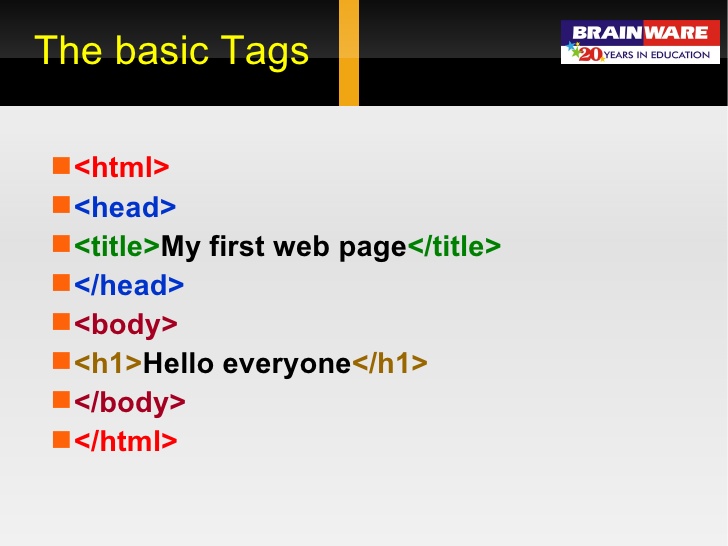 The basic Tags
BRAINWARE
20 YEARS IN EDUCATION
<html>
<head>
<title>My first web page</title>
</head>
<body>
<h1>Hello everyone</h1>
</body>
</html>